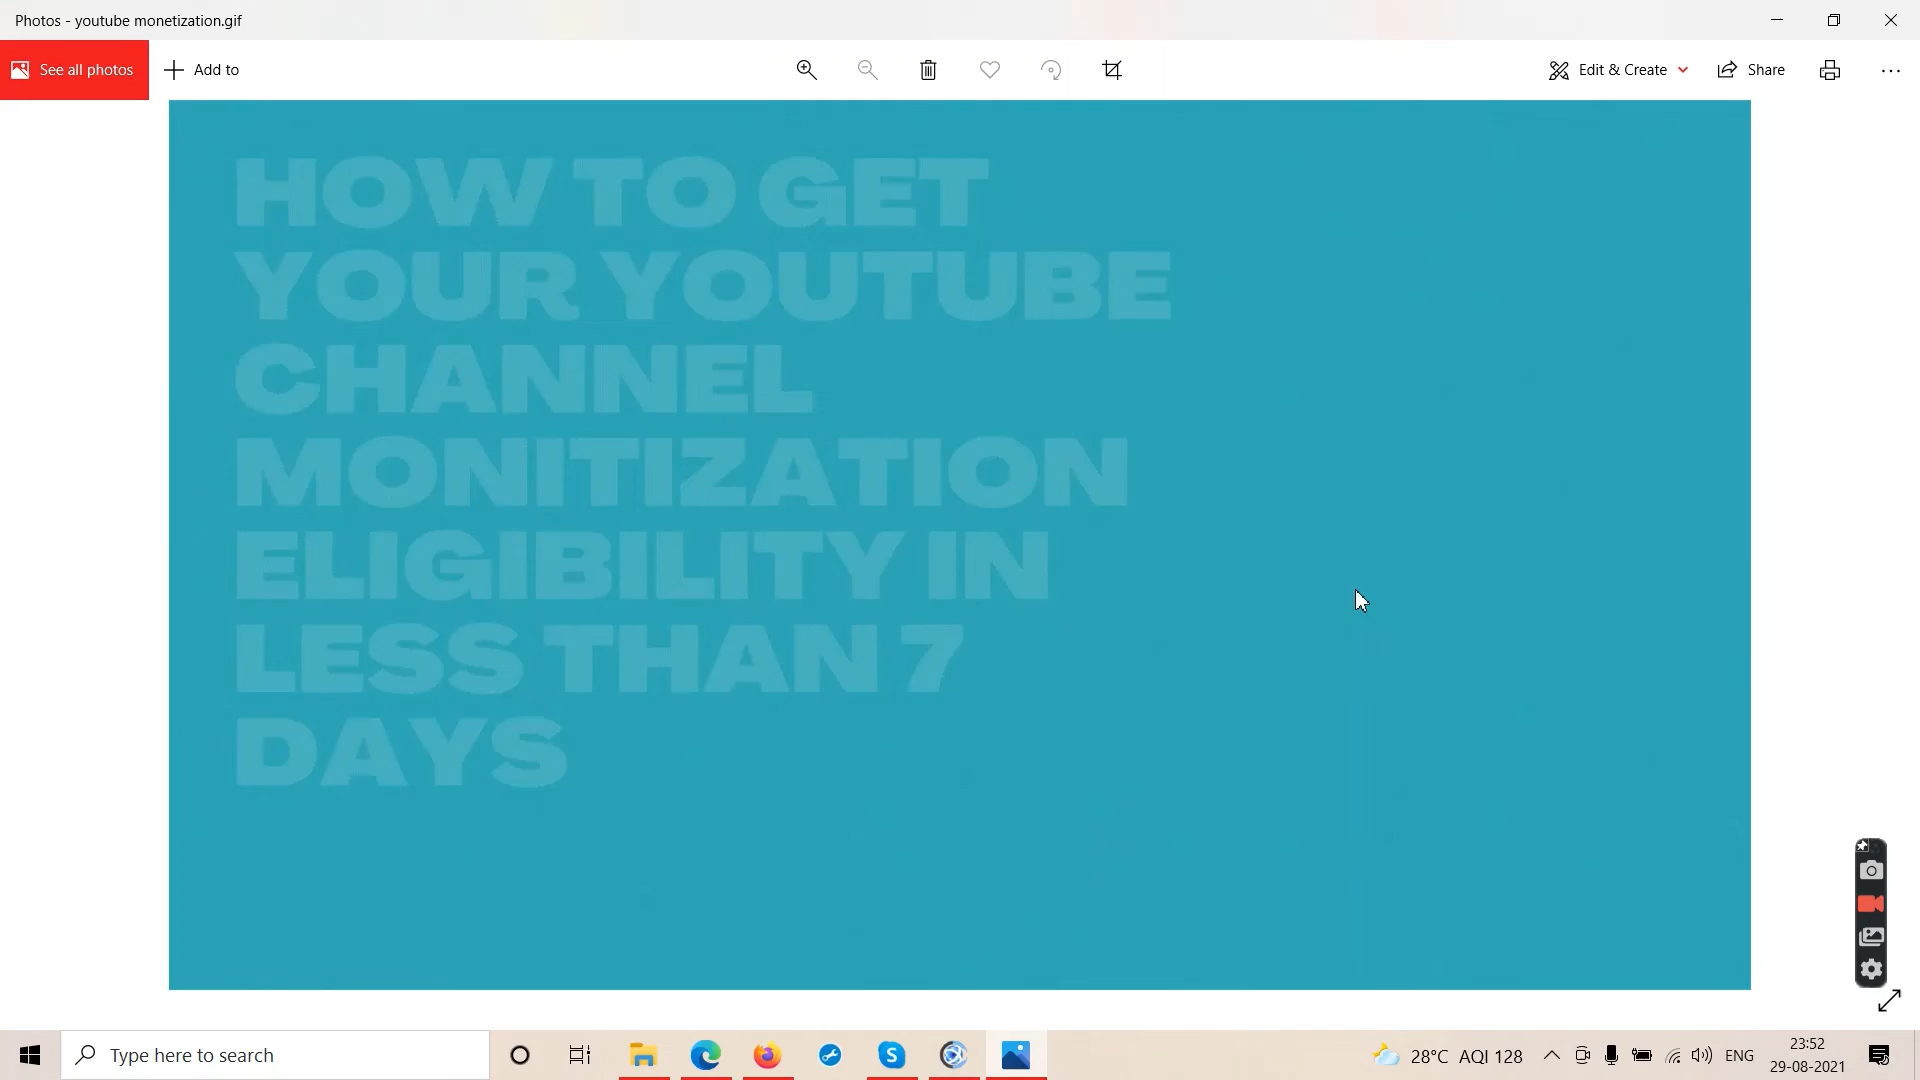 Photos - youtube monetization.gif
See all photos
Add to
Edit & Create
Share
HOW TO GET
YOUR YOUTUBE
CHANNEL
MONITIZATION
ELIGIBILITY IN
LESS THAN 7
DAYS
Type here to search
28°C AQI 128
ENG
23:52
29-08-2021